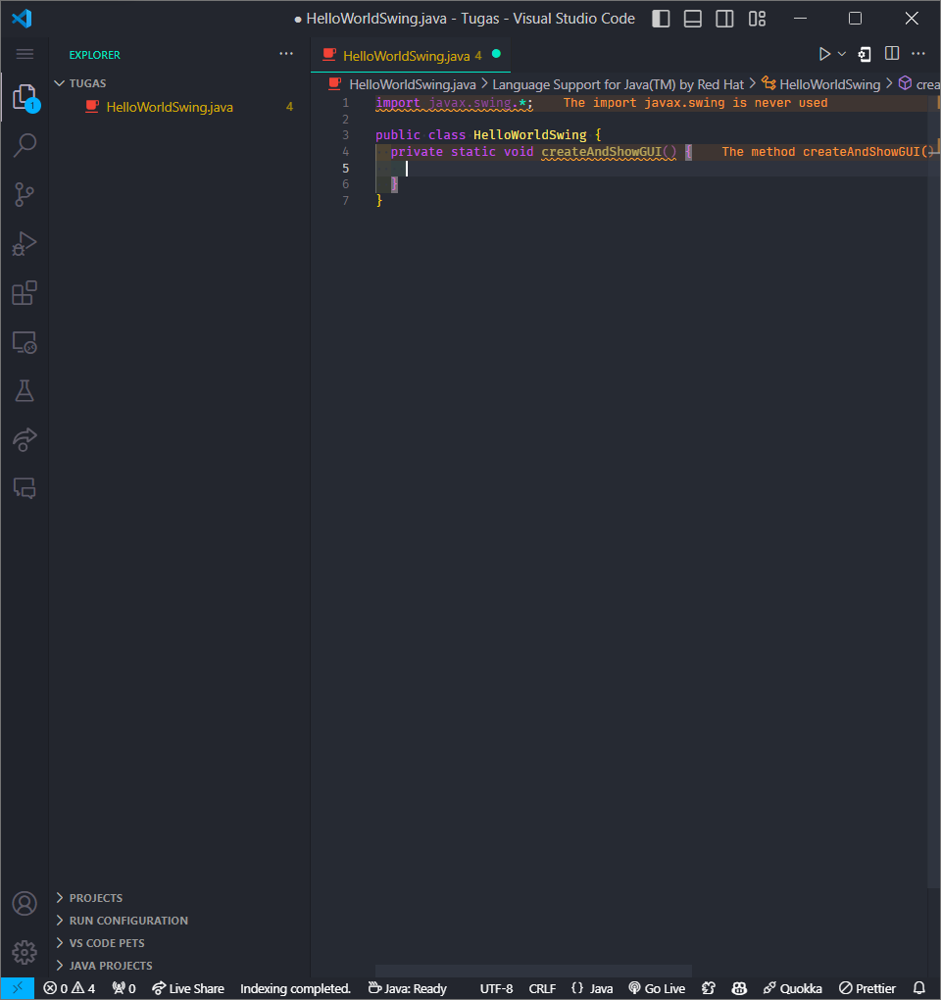 ● HelloWorldSwing.java - Tugas - Visual Studio Code
EXPLORER
TUGAS
HelloWorldSwing.java 4
1
HelloWorldSwing.java 4
HelloWorldSwing.java > Language Support for Java(TM) by Red Hat > HelloWorldSwing > crea
1 import javax.swing.*; The import javax.swing is never used
2
3 public class HelloWorldSwing {
4 private static void createAndShowGUI() { The method createAndShowGUI()
5
6 }
7 }
PROJECTS
RUN CONFIGURATION
VS CODE PETS
JAVA PROJECTS
0 4 0 Live Share Indexing completed. Java: Ready UTF-8 CRLF {} Java Go Live Quokka Prettier